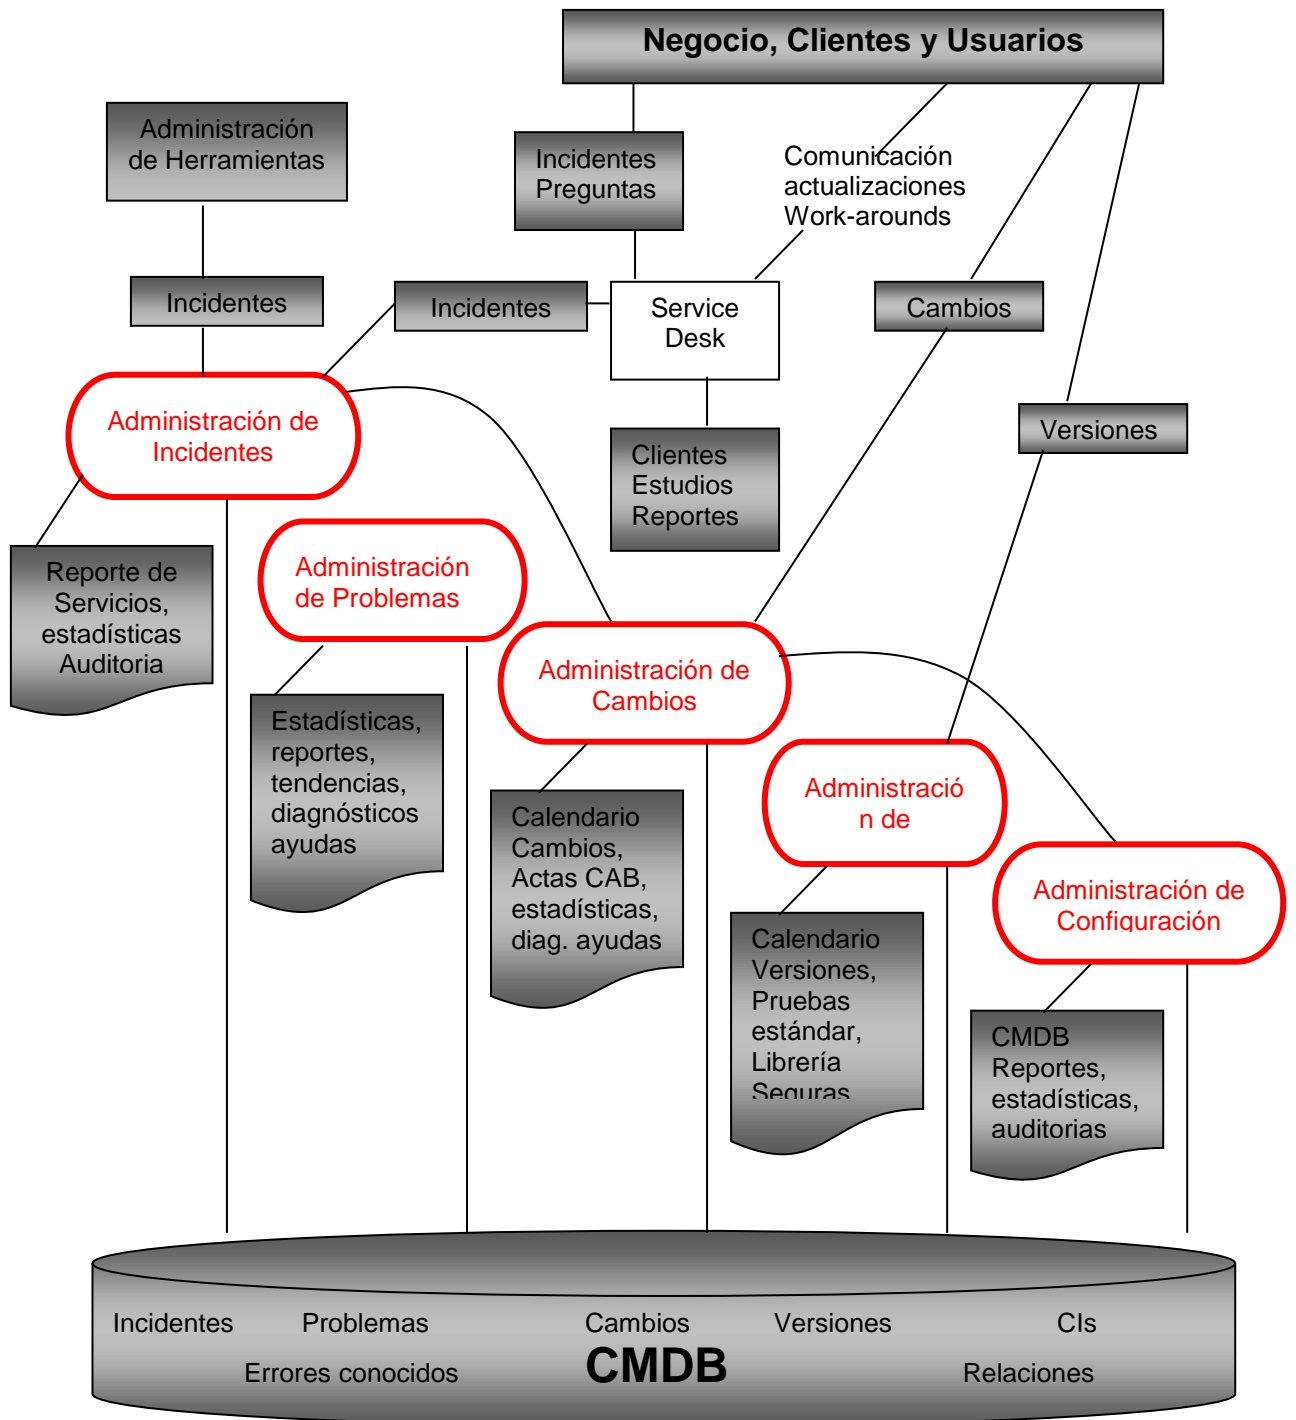 Negocio, Clientes y Usuarios
Administración
de Herramientas
Incidentes
Preguntas
Comunicación
actualizaciones
Work-arounds
Incidentes
Incidentes
Service
Desk
Cambios
Administración de
Incidentes
Clientes
Estudios
Reportes
Versiones
Reporte de
Servicios,
estadísticas
Auditoria
Administración
de Problemas
Administración de
Cambios
Estadísticas,
reportes,
tendencias,
diagnósticos
ayudas
Calendario
Cambios,
Actas CAB,
estadísticas,
diag. ayudas
Administració
n de
Administración de
Configuración
Calendario
Versiones,
Pruebas
estándar,
Librería
Seguras
CMDB
Reportes,
estadísticas,
auditorias
Incidentes Problemas Cambios Versiones CIs
Errores conocidos CMDB Relaciones